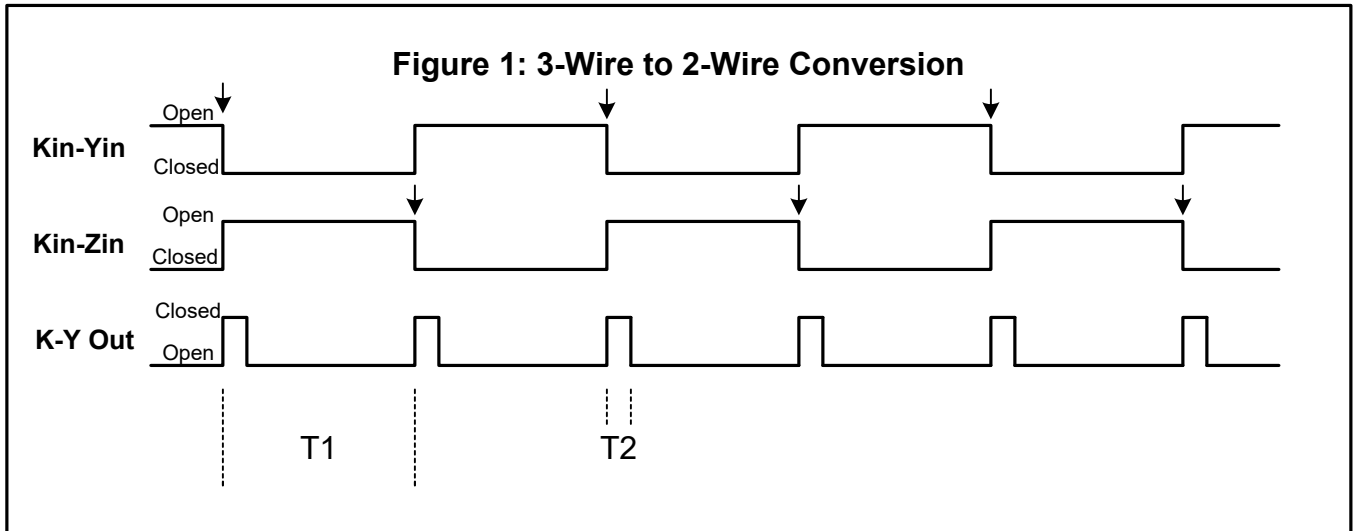 Figure 1: 3-Wire to 2-Wire Conversion
Open
Kin-Yin
Closed
Open
Kin-Zin
Closed
Closed
K-Y Out
Open
T1
T2